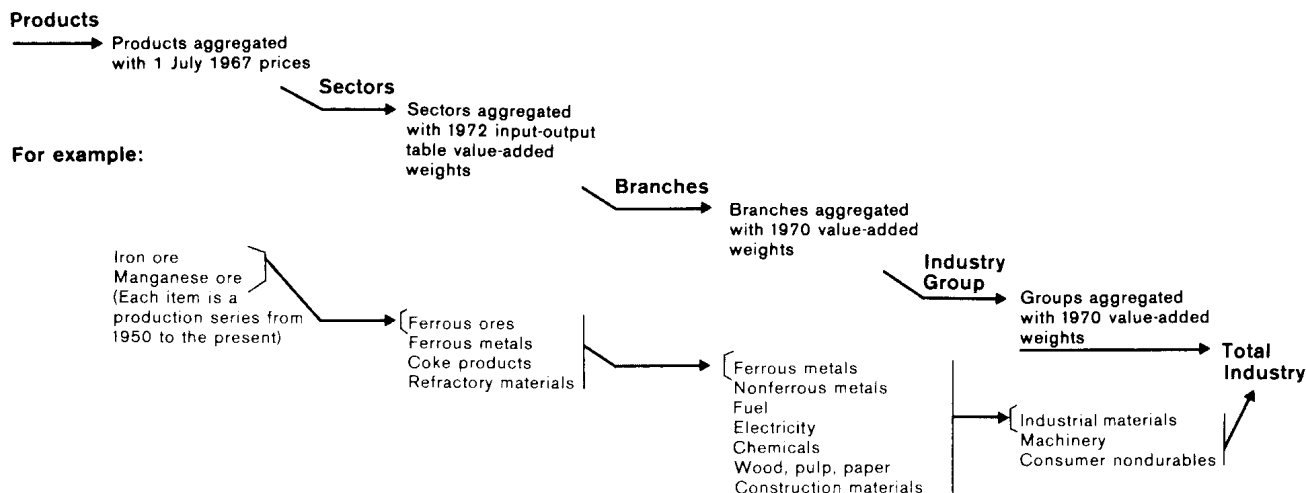 Products
Products aggregated
with 1 July 1967 prices
Sectors
Sectors aggregated
with 1972 input-output
table value-added
weights
For example:
Branches
Branches aggregated
with 1970 value-added
weights
Iron ore
Manganese ore
(Each item is a
production series from
1950 to the present)
Industry
Group
Groups aggregated
with 1970 value-added
weights
Total
Industry
Ferrous ores
Ferrous metals
Coke products
Refractory materials
Ferrous metals
Nonferrous metals
Fuel
Electricity
Chemicals
Wood, pulp, paper
Construction materials
Industrial materials
Machinery
Consumer nondurables